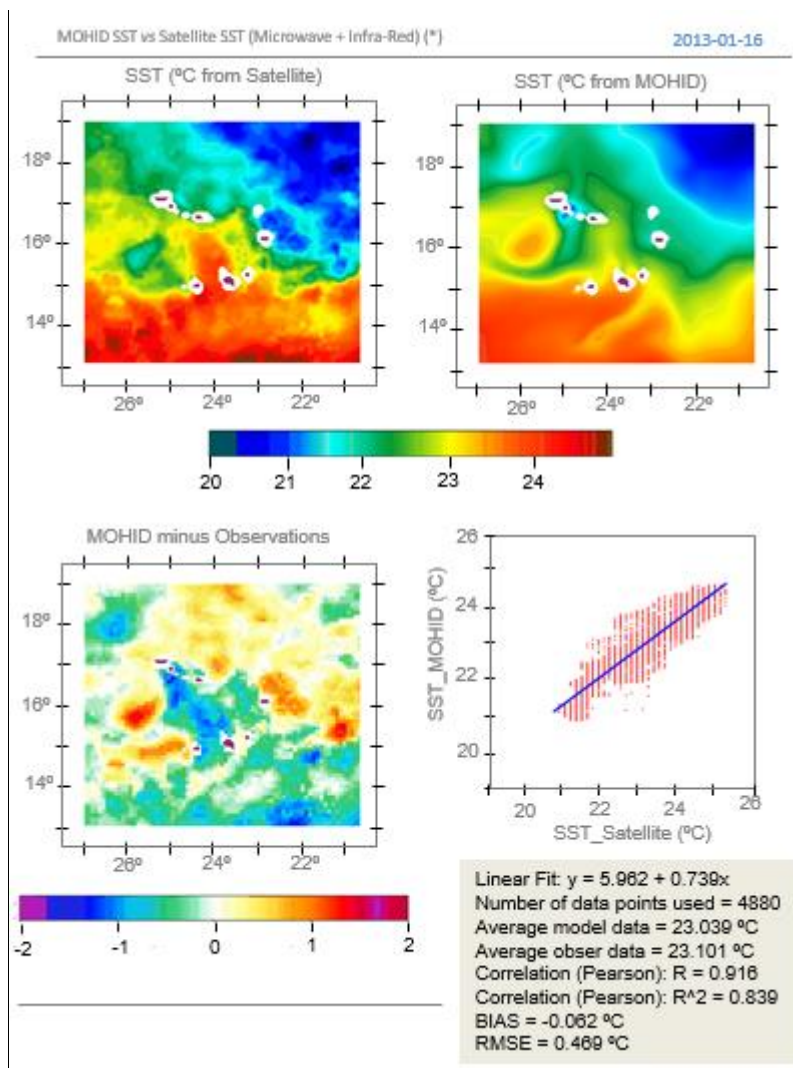 MOHID SST vs Satellite SST (Microwave + Infra-Red) (*)
2013-01-16
SST (ºC from Satellite)
SST (ºC from MOHID)
18º
16º
14º
26º 24º 22º
18º
16º
14º
26º 24º 22º
20 21 22 23 24
MOHID minus Observations
18º
16º
14º
26º 24º 22º
-2 -1 0 1 2
26
24
22
20
SST_MOHID (ºC)
20 22 24 26
SST_Satellite (ºC)
Linear Fit: y = 5.962 + 0.739x
Number of data points used = 4880
Average model data = 23.039 ºC
Average obser data = 23.101 ºC
Correlation (Pearson): R = 0.916
Correlation (Pearson): R^2 = 0.839
BIAS = -0.062 ºC
RMSE = 0.469 ºC